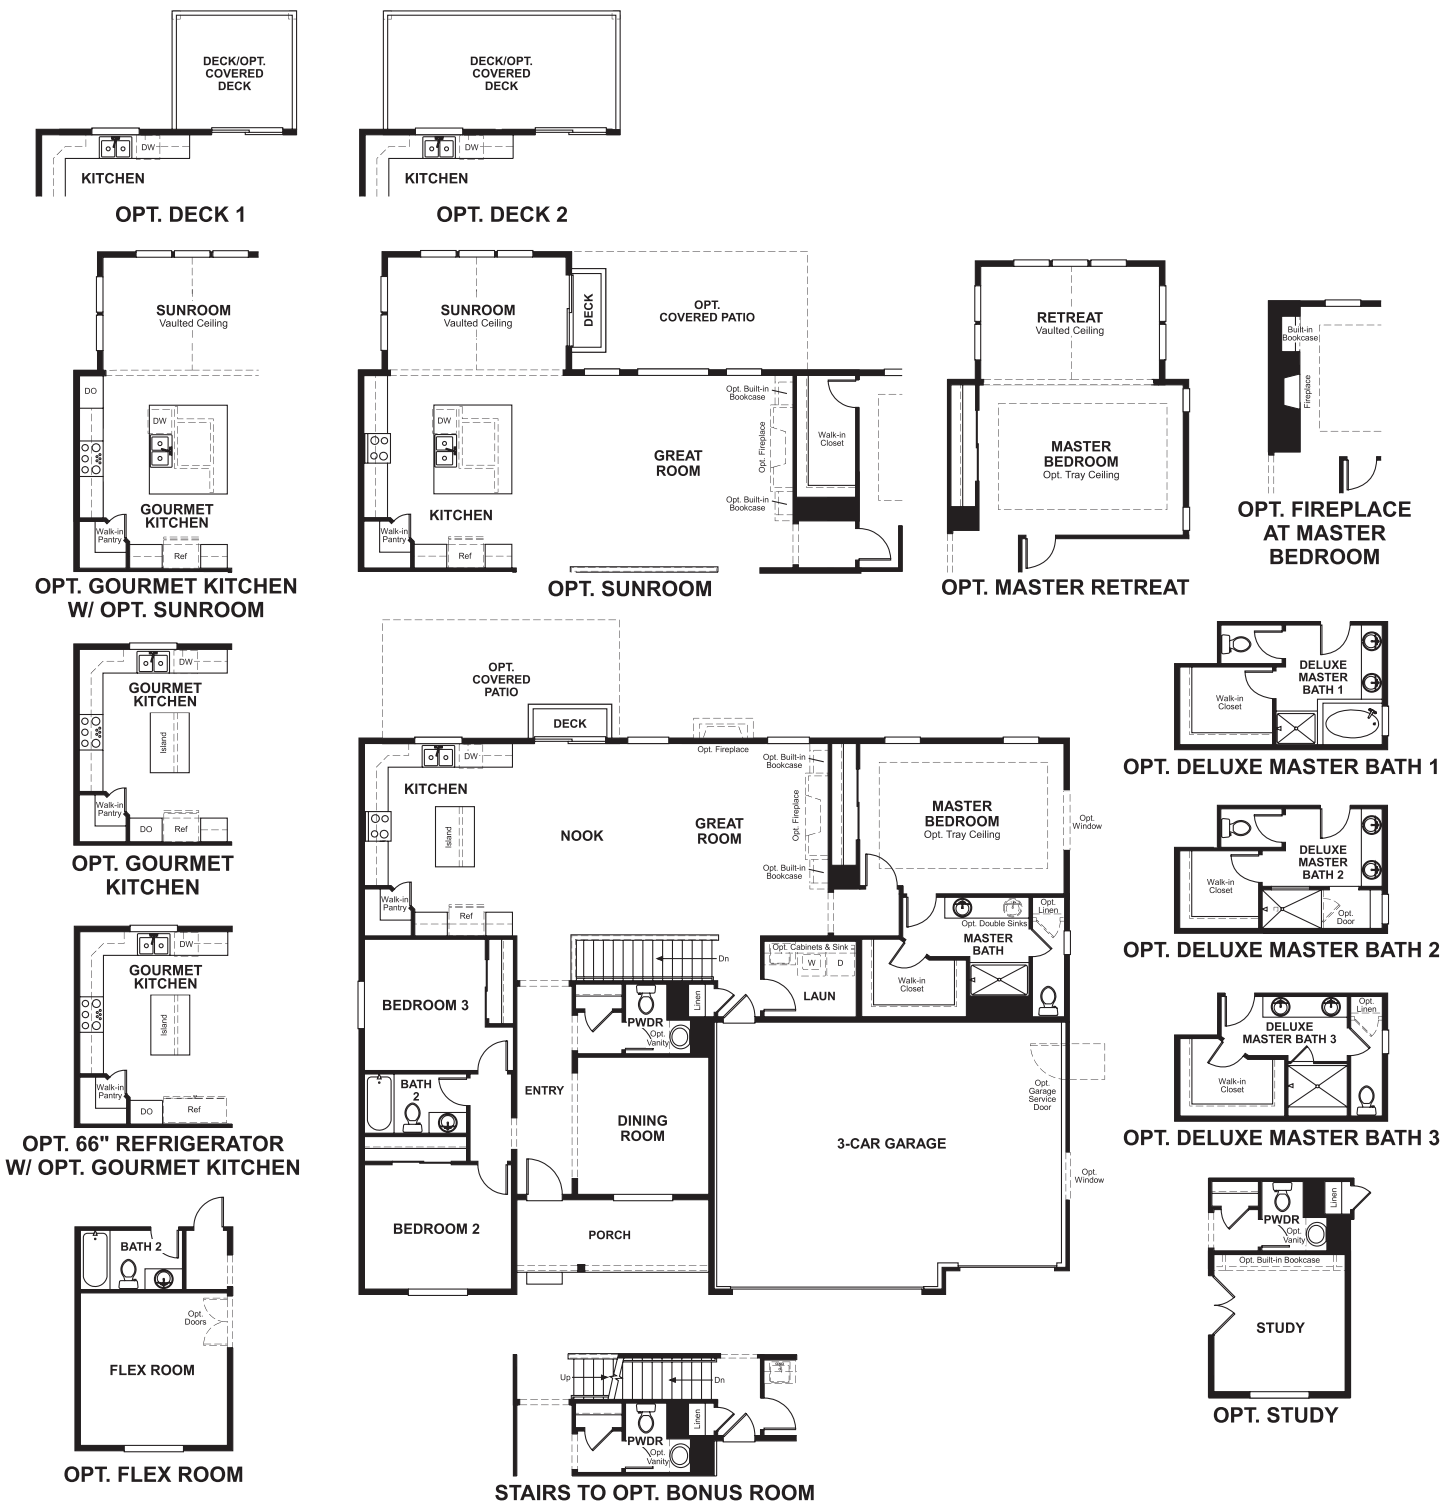 DECK/OPT.
COVERED
DECK
DW
KITCHEN
OPT. DECK 1
DECK/OPT.
COVERED
DECK
DW
KITCHEN
OPT. DECK 2
SUNROOM
Vaulted Ceiling
DO
DW
GOURMET
KITCHEN
Walk-in
Pantry
Ref
OPT. GOURMET KITCHEN
W/ OPT. SUNROOM
SUNROOM
Vaulted Ceiling
DECK
OPT.
COVERED PATIO
DW
KITCHEN
Walk-in
Pantry
Ref
GREAT
ROOM
Opt. Built-in
Bookcase
Opt. Fireplace
Opt. Built-in
Bookcase
Walk-in
Closet
OPT. SUNROOM
RETREAT
Vaulted Ceiling
MASTER
BEDROOM
Opt. Tray Ceiling
OPT. MASTER RETREAT
Built-in
Bookcase
Fireplace
OPT. FIREPLACE
AT MASTER
BEDROOM
DW
GOURMET
KITCHEN
Island
Walk-in
Pantry
DO
Ref
OPT. GOURMET
KITCHEN
DW
GOURMET
KITCHEN
Island
Walk-in
Pantry
DO
Ref
OPT. 66" REFRIGERATOR
W/ OPT. GOURMET KITCHEN
BATH 2
Opt.
Doors
FLEX ROOM
OPT. FLEX ROOM
OPT.
COVERED
PATIO
DECK
Opt. Fireplace
DW
KITCHEN
Island
NOOK
GREAT
ROOM
Opt. Built-in
Bookcase
Opt. Fireplace
Opt. Built-in
Bookcase
MASTER
BEDROOM
Opt. Tray Ceiling
Opt.
Window
Walk-in
Pantry
Ref
Opt. Double Sinks
Opt.
Linen
MASTER
BATH
Walk-in
Closet
Opt. Cabinets & Sink
W
D
LAUN
Dn
BEDROOM 3
Linen
PWDR
Opt.
Vanity
BATH
2
ENTRY
DINING
ROOM
3-CAR GARAGE
Opt.
Garage
Service
Door
Opt.
Window
BEDROOM 2
PORCH
Up
Dn
Linen
PWDR
Opt.
Vanity
STAIRS TO OPT. BONUS ROOM
DELUXE
MASTER
BATH 1
Walk-in
Closet
OPT. DELUXE MASTER BATH 1
DELUXE
MASTER
BATH 2
Walk-in
Closet
Opt.
Door
OPT. DELUXE MASTER BATH 2
Opt.
Linen
DELUXE
MASTER BATH 3
Walk-in
Closet
OPT. DELUXE MASTER BATH 3
Linen
PWDR
Opt.
Vanity
Opt. Built-in Bookcase
STUDY
OPT. STUDY